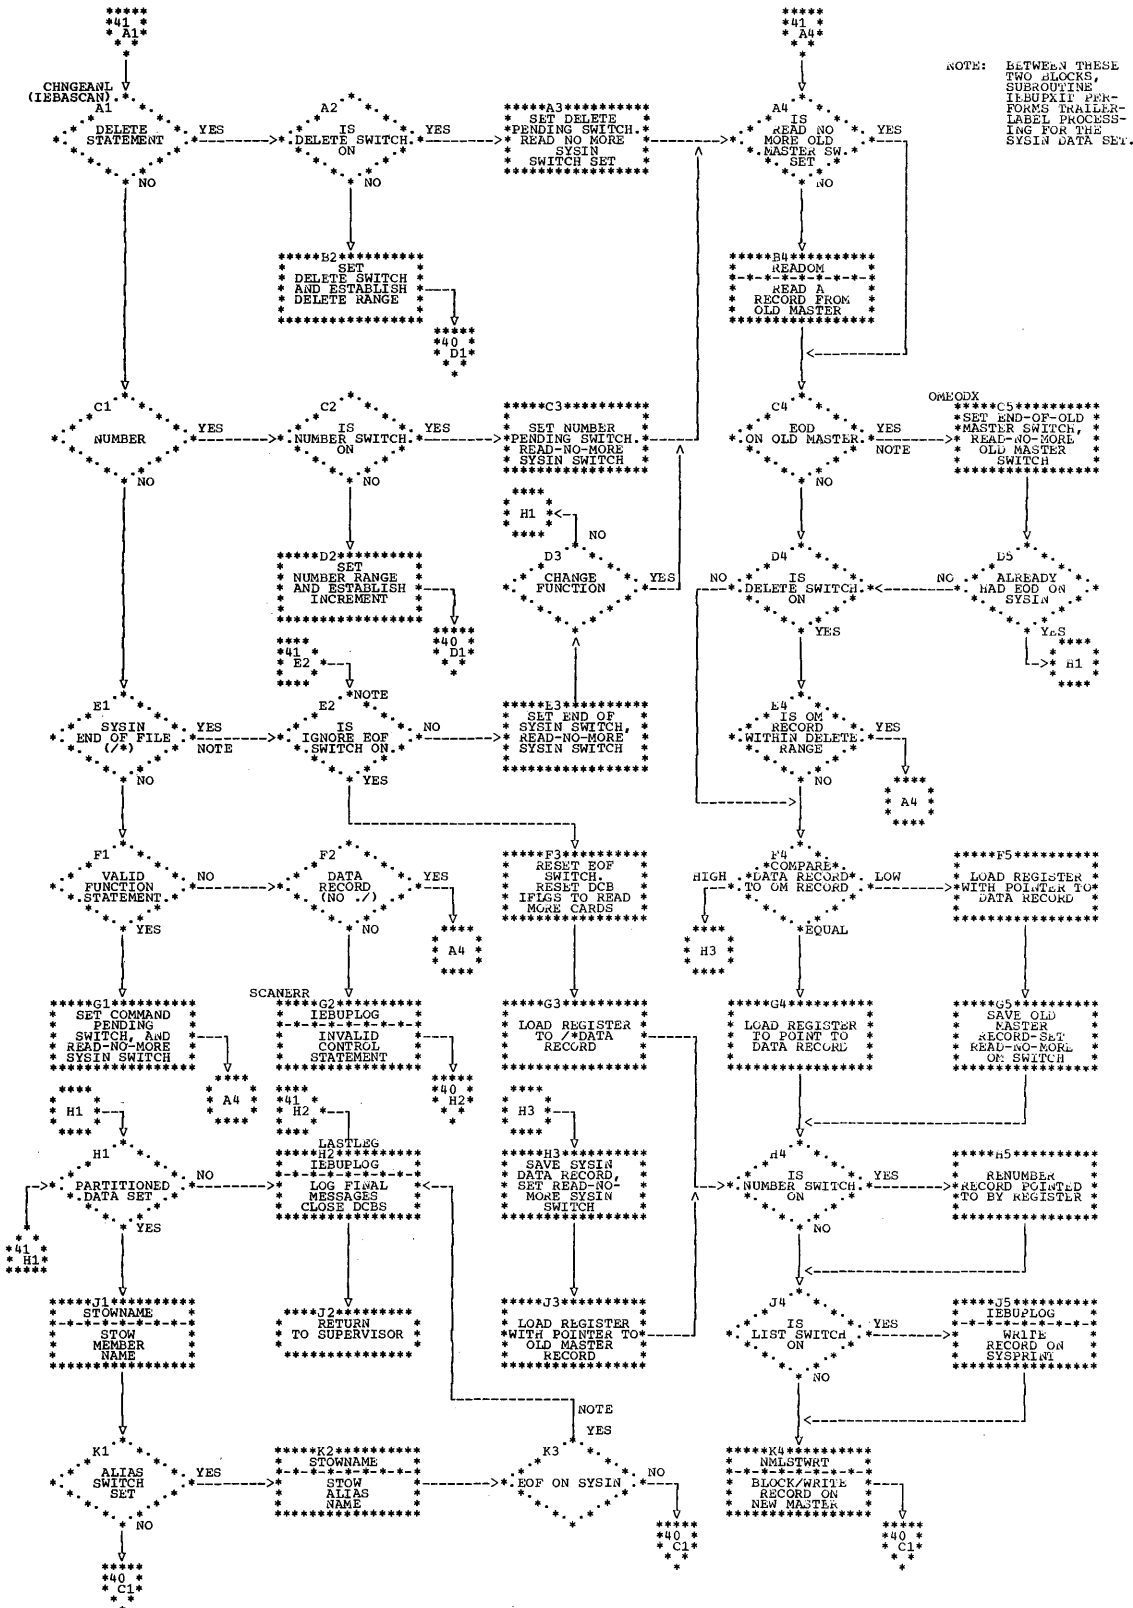 41
A1
41
A4
NOTE: BETWEEN THESE
TWO BLOCKS,
SUBROUTINE
IEBUPXIT PER-
FORMS TRAILER-
LABEL PROCESS-
ING FOR THE
SYSIN DATA SET.
CHNGEANL
(IEBASCAN)
A1
DELETE
STATEMENT
YES
NO
A2
IS
DELETE SWITCH
ON
YES
NO
A3
SET DELETE
PENDING SWITCH.
READ NO MORE
SYSIN
SWITCH SET
A4
IS
READ NO
MORE OLD
MASTER SW.
SET
YES
NO
B2
SET
DELETE SWITCH
AND ESTABLISH
DELETE RANGE
40
D1
B4
READOM
READ A
RECORD FROM
OLD MASTER
C1
NUMBER
YES
NO
C2
IS
NUMBER SWITCH
ON
YES
NO
C3
SET NUMBER
PENDING SWITCH.
READ-NO-MORE
SYSIN SWITCH
C4
EOD
ON OLD MASTER
YES
NOTE
NO
OMEODX
C5
SET END-OF-OLD
MASTER SWITCH,
READ-NO-MORE
OLD MASTER
SWITCH
H1
NO
D2
SET
NUMBER RANGE
AND ESTABLISH
INCREMENT
40
D1
D3
CHANGE
FUNCTION
YES
D4
IS
DELETE SWITCH
ON
NO
YES
D5
ALREADY
HAD EOD ON
SYSIN
NO
YES
H1
41
E2
NOTE
E1
SYSIN
END OF FILE
(/*)
YES
NOTE
NO
E2
IS
IGNORE EOF
SWITCH ON
NO
YES
E3
SET END OF
SYSIN SWITCH,
READ-NO-MORE
SYSIN SWITCH
E4
IS OM
RECORD
WITHIN DELETE
RANGE
YES
NO
A4
F1
VALID
FUNCTION
STATEMENT
NO
YES
F2
DATA
RECORD
(NO ./)
YES
NO
A4
F3
RESET EOF
SWITCH.
RESET DCB
IFLGS TO READ
MORE CARDS
F4
COMPARE
DATA RECORD
TO OM RECORD
HIGH
LOW
EQUAL
H3
F5
LOAD REGISTER
WITH POINTER TO
DATA RECORD
G1
SET COMMAND
PENDING
SWITCH, AND
READ-NO-MORE
SYSIN SWITCH
A4
SCANERR
G2
IEBUPLOG
INVALID
CONTROL
STATEMENT
40
H2
G3
LOAD REGISTER
TO /*DATA
RECORD
G4
LOAD REGISTER
TO POINT TO
DATA RECORD
G5
SAVE OLD
MASTER
RECORD-SET
READ-NO-MORE
OM SWITCH
H1
41
H2
H3
H1
PARTITIONED
DATA SET
NO
YES
41
H1
LASTLEG
H2
IEBUPLOG
LOG FINAL
MESSAGES
CLOSE DCBS
H3
SAVE SYSIN
DATA RECORD,
SET READ-NO-
MORE SYSIN
SWITCH
H4
IS
NUMBER SWITCH
ON
YES
NO
H5
RENUMBER
RECORD POINTED
TO BY REGISTER
J1
STOWNAME
STOW
MEMBER
NAME
J2
RETURN
TO SUPERVISOR
J3
LOAD REGISTER
WITH POINTER TO
OLD MASTER
RECORD
J4
IS
LIST SWITCH
ON
YES
NO
J5
IEBUPLOG
WRITE
RECORD ON
SYSPRINT
K1
ALIAS
SWITCH
SET
YES
NO
40
C1
K2
STOWNAME
STOW
ALIAS
NAME
NOTE
YES
K3
EOF ON SYSIN
NO
40
C1
K4
NMLSTWRT
BLOCK/WRITE
RECORD ON
NEW MASTER
40
C1